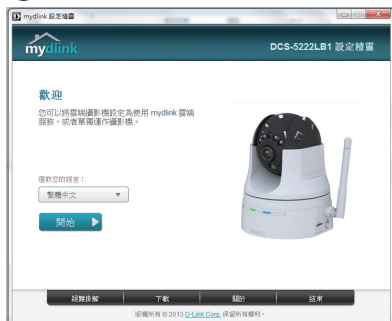 mydlink 設定精靈
mydlink
DCS-5222LB1 設定精靈
歡迎
您可以將雲端攝影機設定為使用 mydlink 雲端
服務，或者單獨運作攝影機。
選取您的語言：
繁體中文
開始
疑難排解 下載 關於 結束
版權所有 © 2013 D-Link Corp. 保留所有權利。